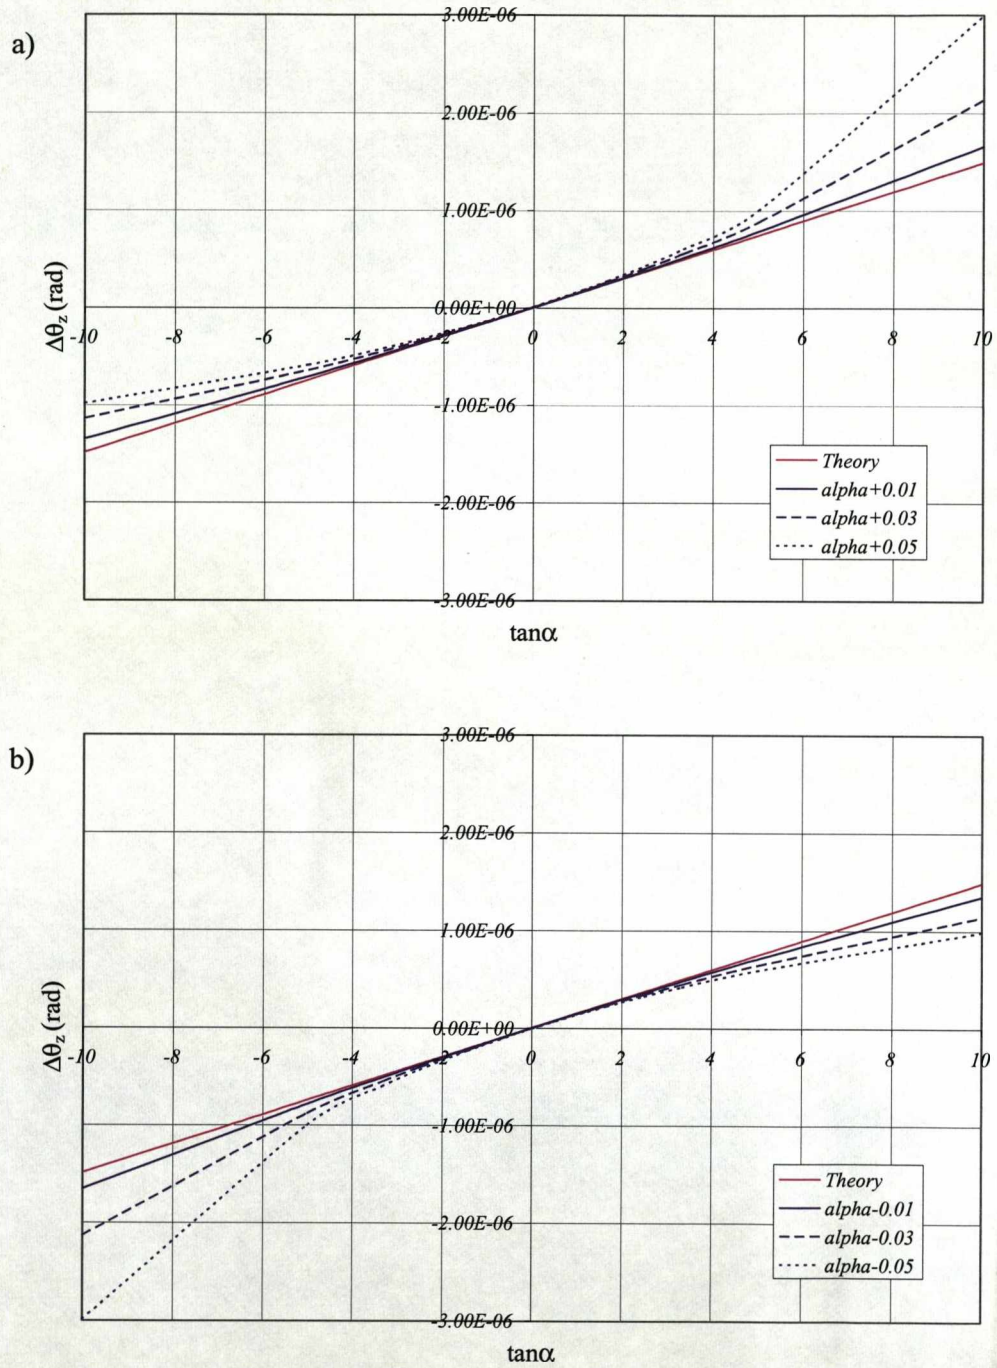 a)
3.00E-06
2.00E-06
1.00E-06
0.00E+00
-10 -8 -6 -4 -2 0 2 4 6 8 10
-1.00E-06
-2.00E-06
-3.00E-06
Δθz (rad)
tanα
Theory
alpha+0.01
alpha+0.03
alpha+0.05
b)
3.00E-06
2.00E-06
1.00E-06
0.00E+00
-10 -8 -6 -4 -2 0 2 4 6 8 10
-1.00E-06
-2.00E-06
-3.00E-06
Δθz (rad)
tanα
Theory
alpha-0.01
alpha-0.03
alpha-0.05